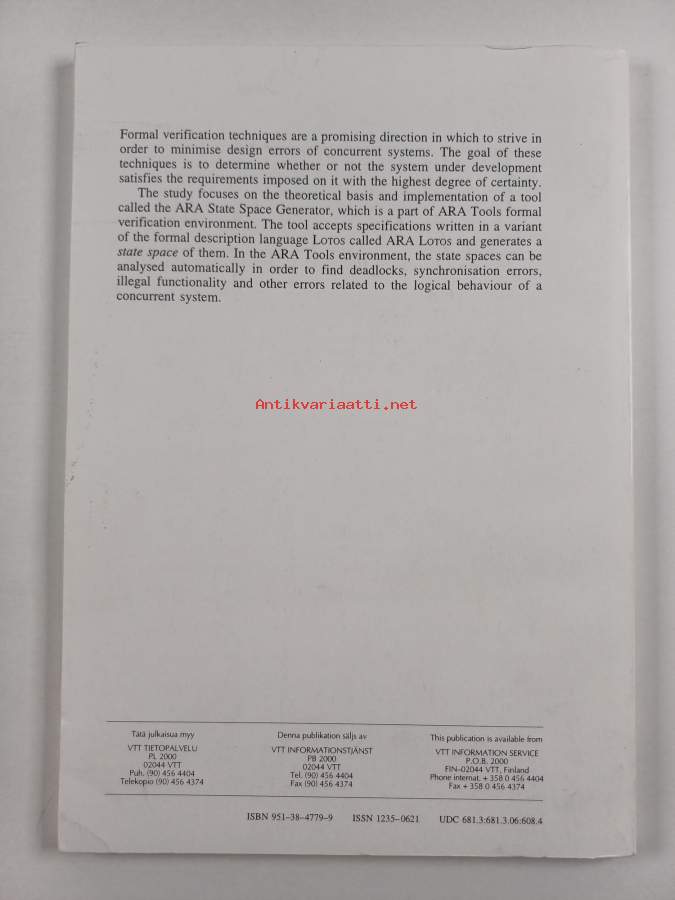 Formal verification techniques are a promising direction in which to strive in
order to minimise design errors of concurrent systems. The goal of these
techniques is to determine whether or not the system under development
satisfies the requirements imposed on it with the highest degree of certainty.
The study focuses on the theoretical basis and implementation of a tool
called the ARA State Space Generator, which is a part of ARA Tools formal
verification environment. The tool accepts specifications written in a variant
of the formal description language LOTOS called ARA LOTOS and generates a
state space of them. In the ARA Tools environment, the state spaces can be
analysed automatically in order to find deadlocks, synchronisation errors,
illegal functionality and other errors related to the logical behaviour of a
concurrent system.
Antikvariaatti.net
Tätä julkaisua myy
VTT TIETOPALVELU
PL 2000
02044 VTT
Puh. (90) 456 4404
Telekopio (90) 456 4374
Denna publikation säljs av
VTT INFORMATIONSTJÄNST
PB 2000
02044 VTT
Tel. (90) 456 4404
Fax (90) 456 4374
This publication is available from
VTT INFORMATION SERVICE
P.O.B. 2000
FIN–02044 VTT, Finland
Phone internat. + 358 0 456 4404
Fax + 358 0 456 4374
ISBN 951–38–4779–9 ISSN 1235–0621 UDC 681.3:681.3.06:608.4